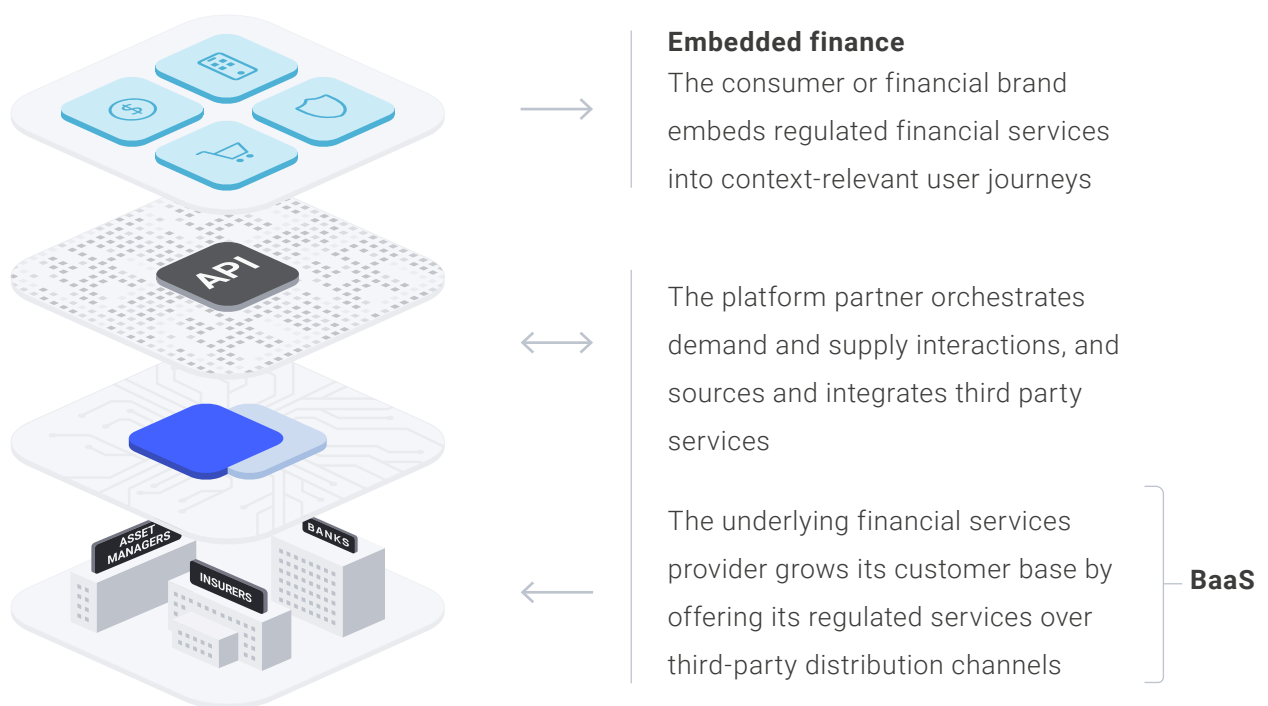 Embedded finance
The consumer or financial brand
embeds regulated financial services
into context-relevant user journeys
API
The platform partner orchestrates
demand and supply interactions, and
sources and integrates third party
services
ASSET
MANAGERS
BANKS
INSURERS
The underlying financial services
provider grows its customer base by
offering its regulated services over
third-party distribution channels
BaaS